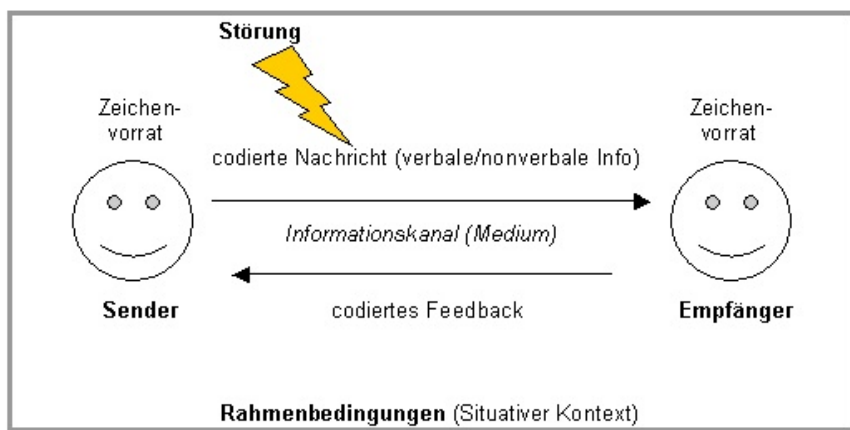 Störung
Zeichen-
vorrat
Zeichen-
vorrat
codierte Nachricht (verbale/nonverbale Info)
Informationskanal (Medium)
Sender
codiertes Feedback
Empfänger
Rahmenbedingungen (Situativer Kontext)